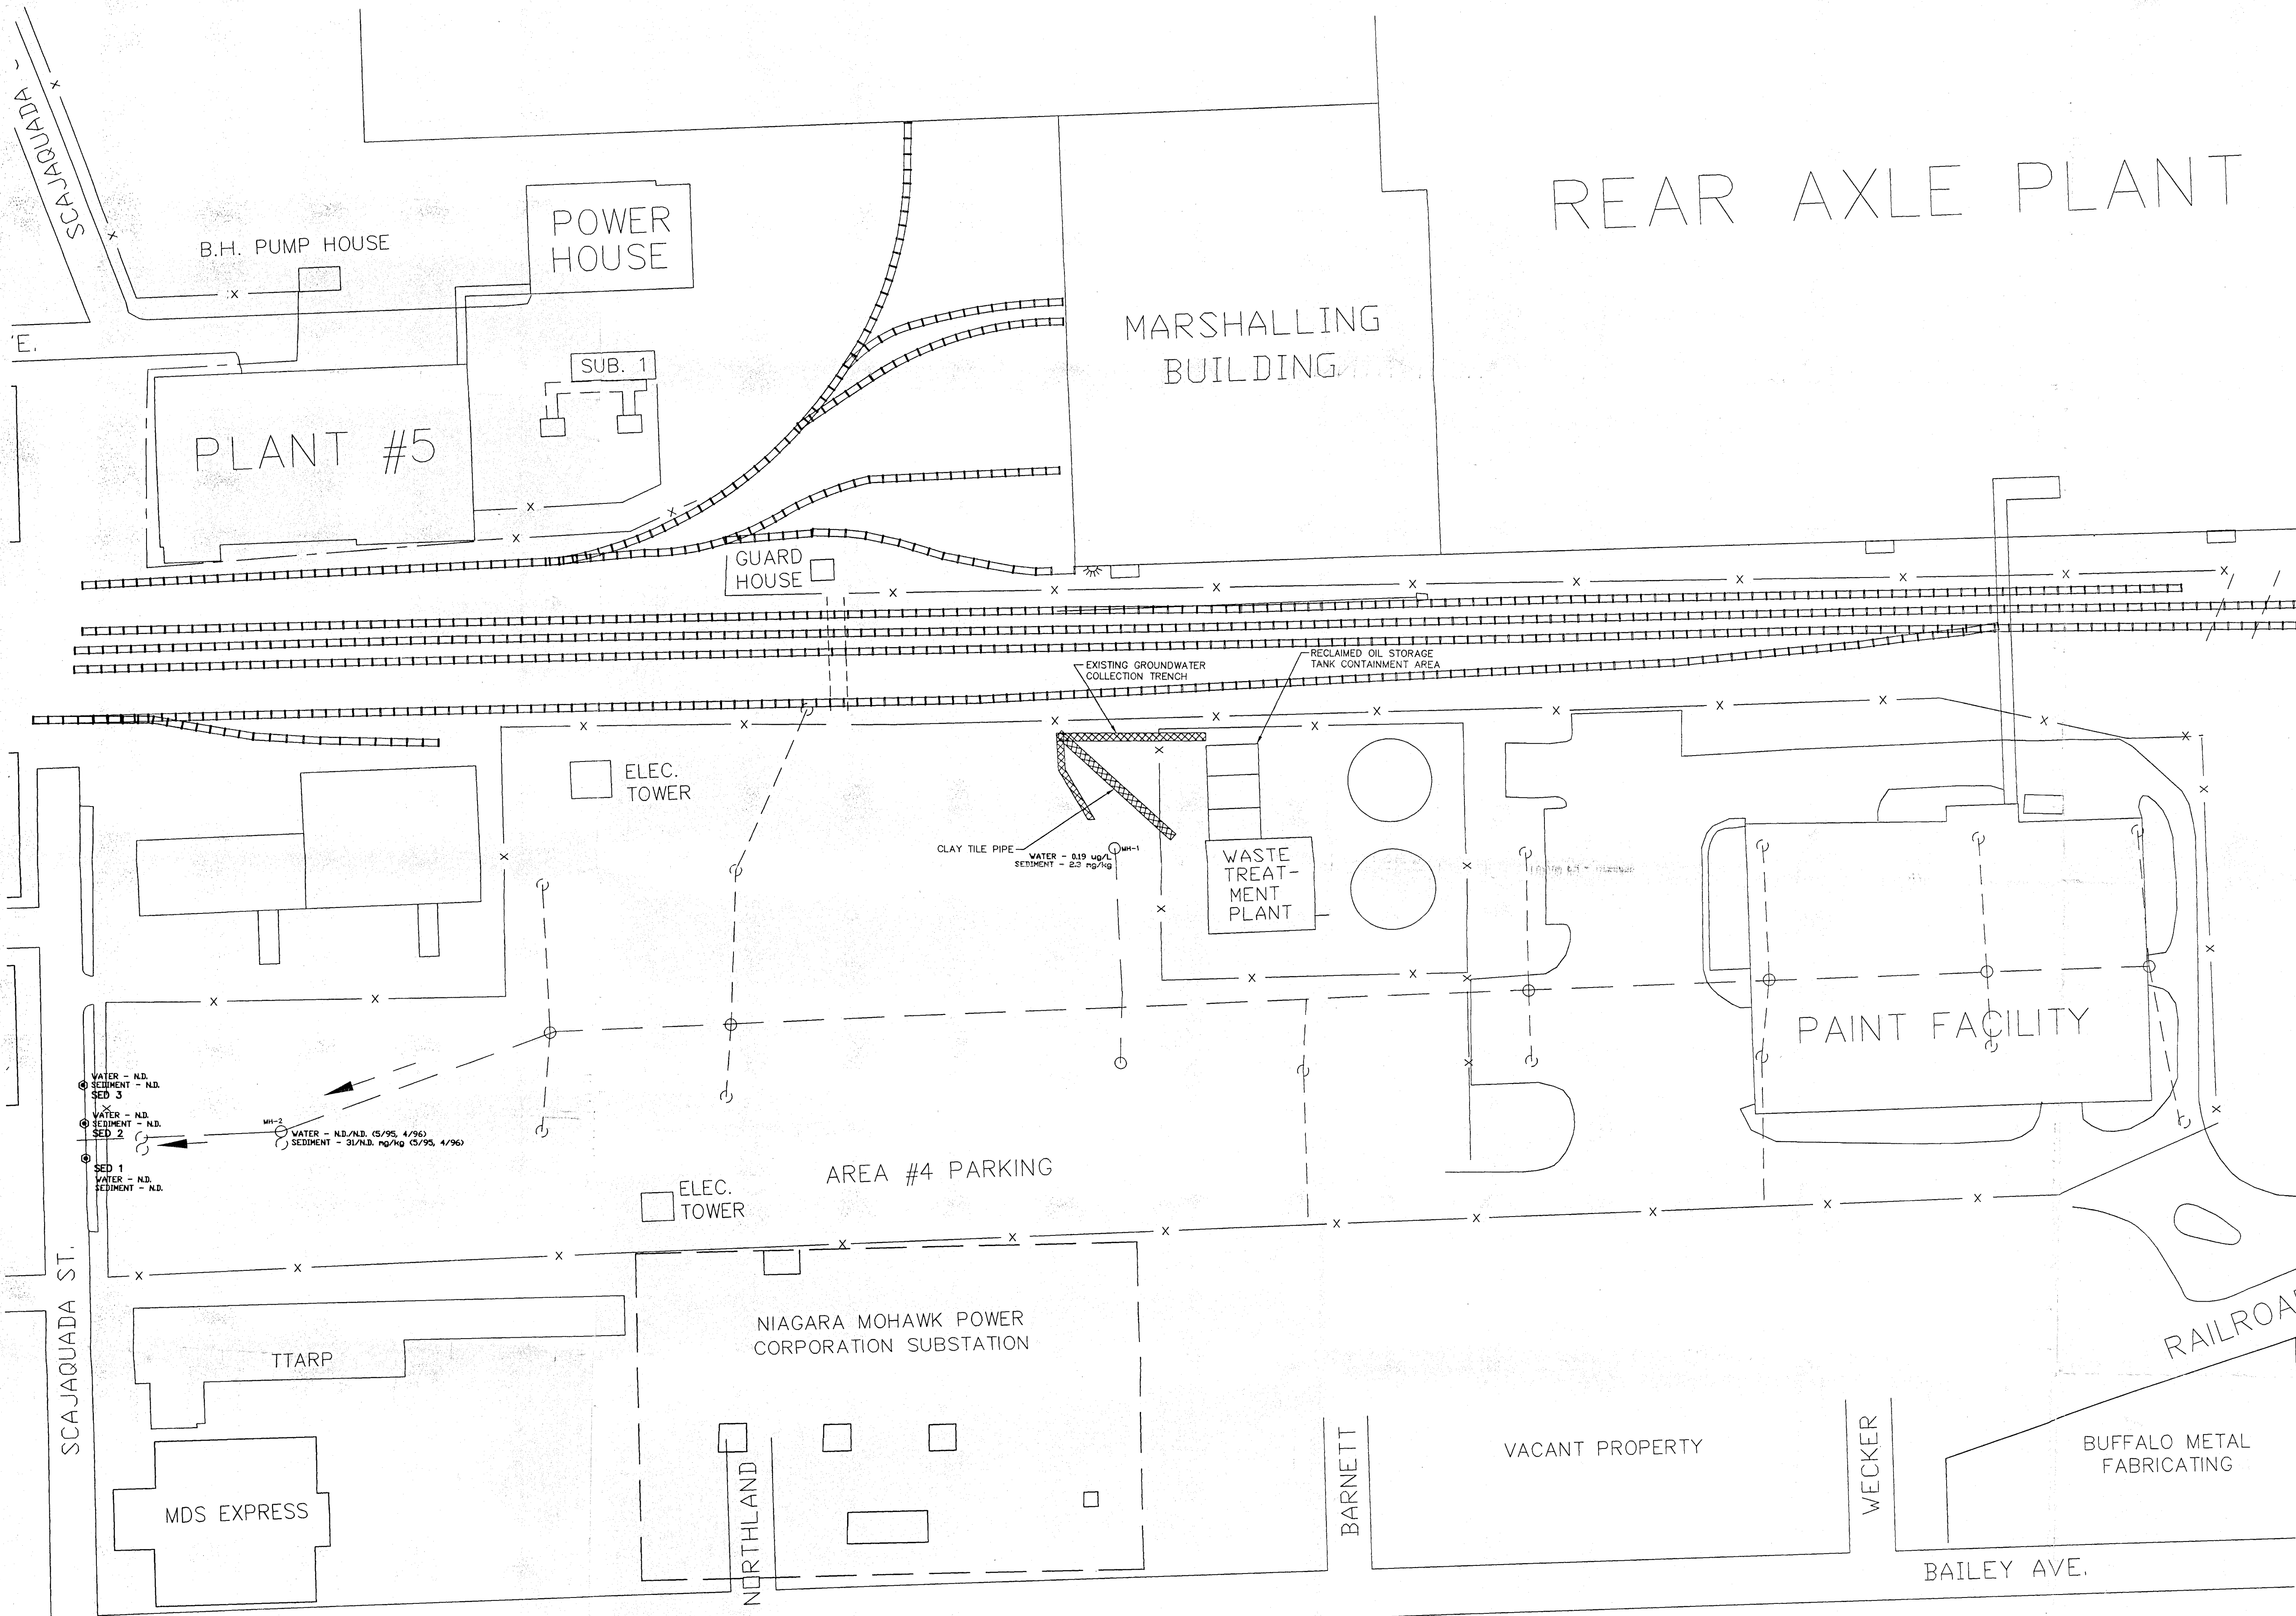 SCAJAQUADA
REAR AXLE PLANT
B.H. PUMP HOUSE
POWER
HOUSE
MARSHALLING
BUILDING
E.
SUB. 1
PLANT #5
GUARD
HOUSE
EXISTING GROUNDWATER
COLLECTION TRENCH
RECLAIMED OIL STORAGE
TANK CONTAINMENT AREA
ELEC.
TOWER
CLAY TILE PIPE
WATER - 0.19 ug/L
SEDIMENT - 2.3 mg/kg
MH-1
WASTE
TREAT-
MENT
PLANT
PAINT FACILITY
WATER - N.D.
SEDIMENT - N.D.
SED 3
WATER - N.D.
SEDIMENT - N.D.
SED 2
MH-2
WATER - N.D./N.D. (5/95, 4/96)
SEDIMENT - 31/N.D. mg/kg (5/95, 4/96)
SED 1
WATER - N.D.
SEDIMENT - N.D.
AREA #4 PARKING
ELEC.
TOWER
SCAJAQUADA ST.
NIAGARA MOHAWK POWER
CORPORATION SUBSTATION
TTARP
RAILROA
MDS EXPRESS
NORTHLAND
BARNETT
VACANT PROPERTY
WECKER
BUFFALO METAL
FABRICATING
BAILEY AVE.